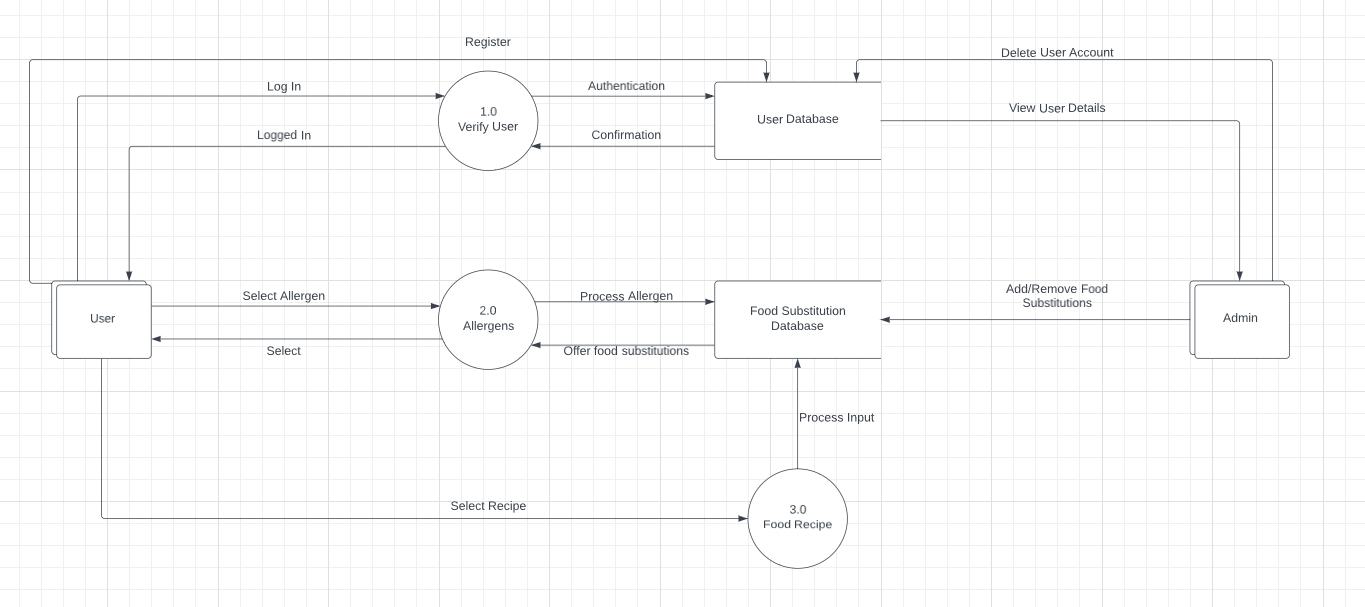 Register
Delete User Account
Log In
Authentication
View User Details
1.0
Verify User
User Database
Logged In
Confirmation
Select Allergen
Process Allergen
Add/Remove Food
Substitutions
User
2.0
Allergens
Food Substitution
Database
Admin
Select
Offer food substitutions
Process Input
Select Recipe
3.0
Food Recipe